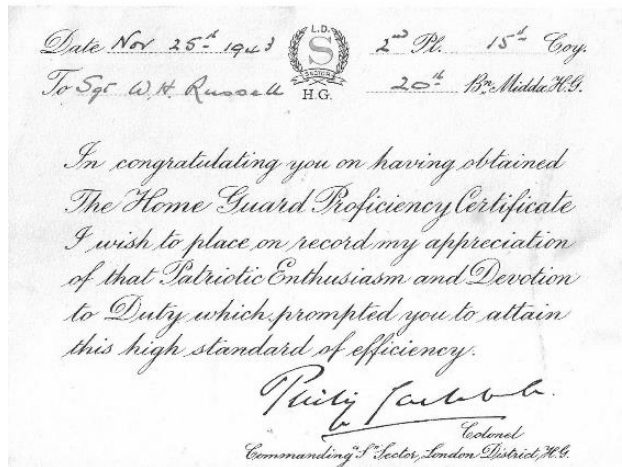 Date Nov 25th 1943
L.D.
S
SECTOR
H.G.
2nd Pl. 15th Coy.
To Sgt W.H. Russell
20th Bn. Middx H.G.
In congratulating you on having obtained
The Home Guard Proficiency Certificate
I wish to place on record my appreciation
of that Patriotic Enthusiasm and Devotion
to Duty which prompted you to attain
this high standard of efficiency.
Philip
Colonel
Commanding "S" Sector, London District, H.G.